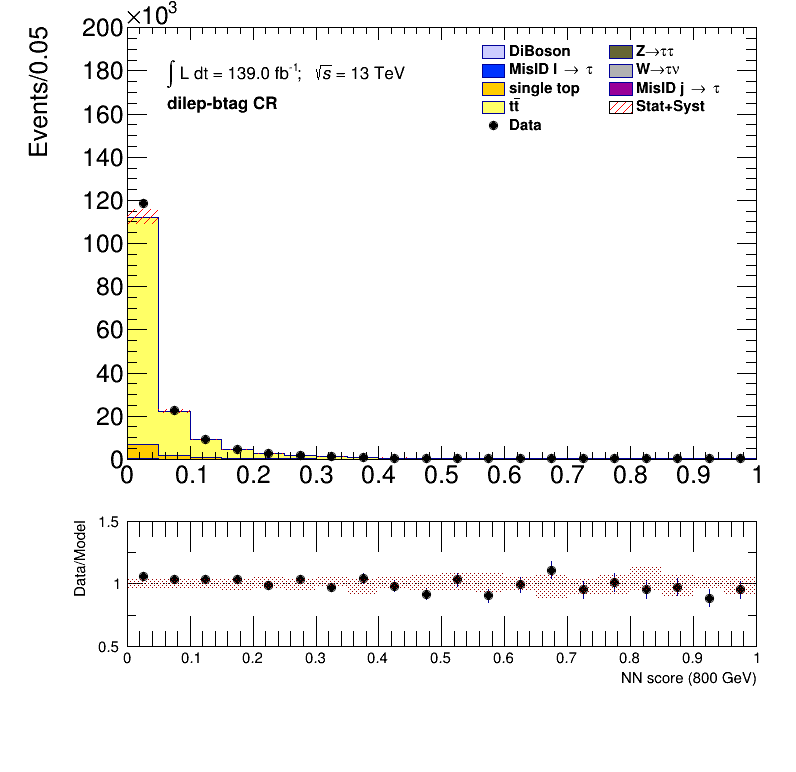 ×10³
Events/0.05
200
180
160
140
120
100
80
60
40
20
0
∫ L dt = 139.0 fb⁻¹; √s = 13 TeV
dilep-btag CR
DiBoson
MisID l → τ
single top
tt̄
Data
Z→ττ
W→τν
MisID j → τ
Stat+Syst
0 0.1 0.2 0.3 0.4 0.5 0.6 0.7 0.8 0.9 1
Data/Model
1.5
1
0.5
0 0.1 0.2 0.3 0.4 0.5 0.6 0.7 0.8 0.9 1
NN score (800 GeV)